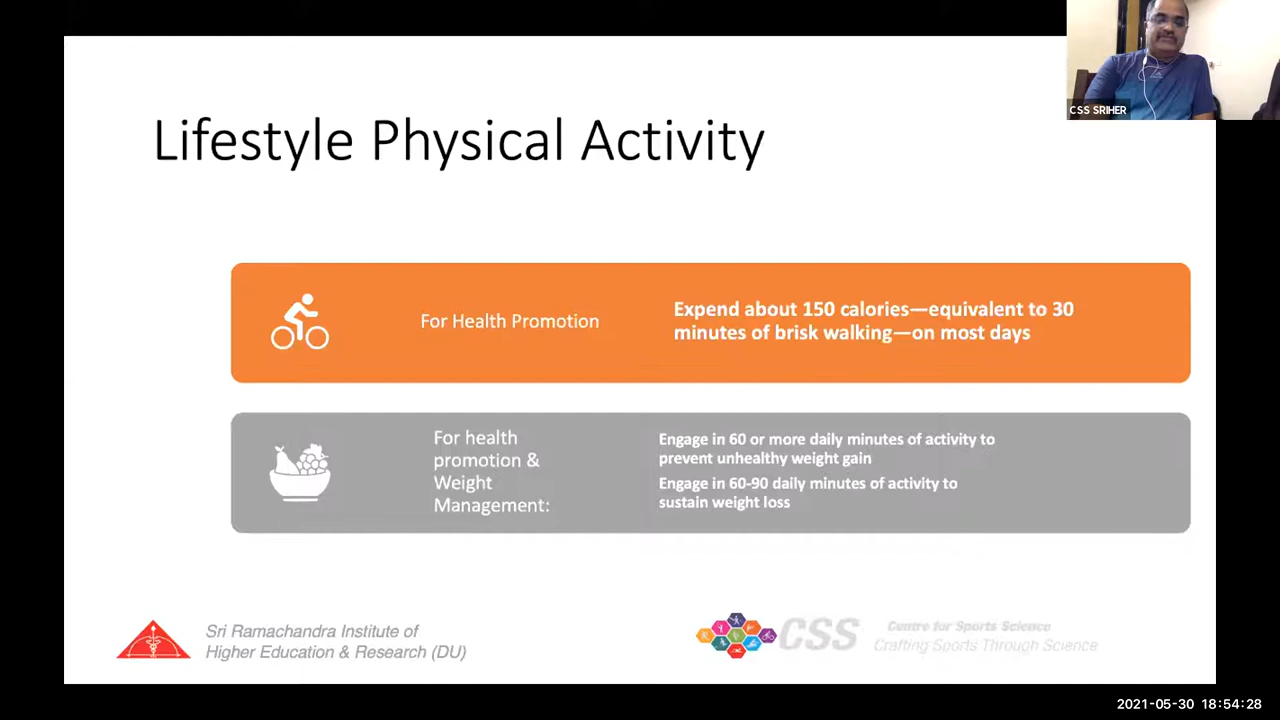 CSS SRIHER
Lifestyle Physical Activity
For Health Promotion
Expend about 150 calories—equivalent to 30
minutes of brisk walking—on most days
For health
promotion &
Weight
Management:
Engage in 60 or more daily minutes of activity to
prevent unhealthy weight gain
Engage in 60-90 daily minutes of activity to
sustain weight loss
Sri Ramachandra Institute of
Higher Education & Research (DU)
CSS
Centre for Sports Science
Crafting Sports Through Science
2021-05-30 18:54:28